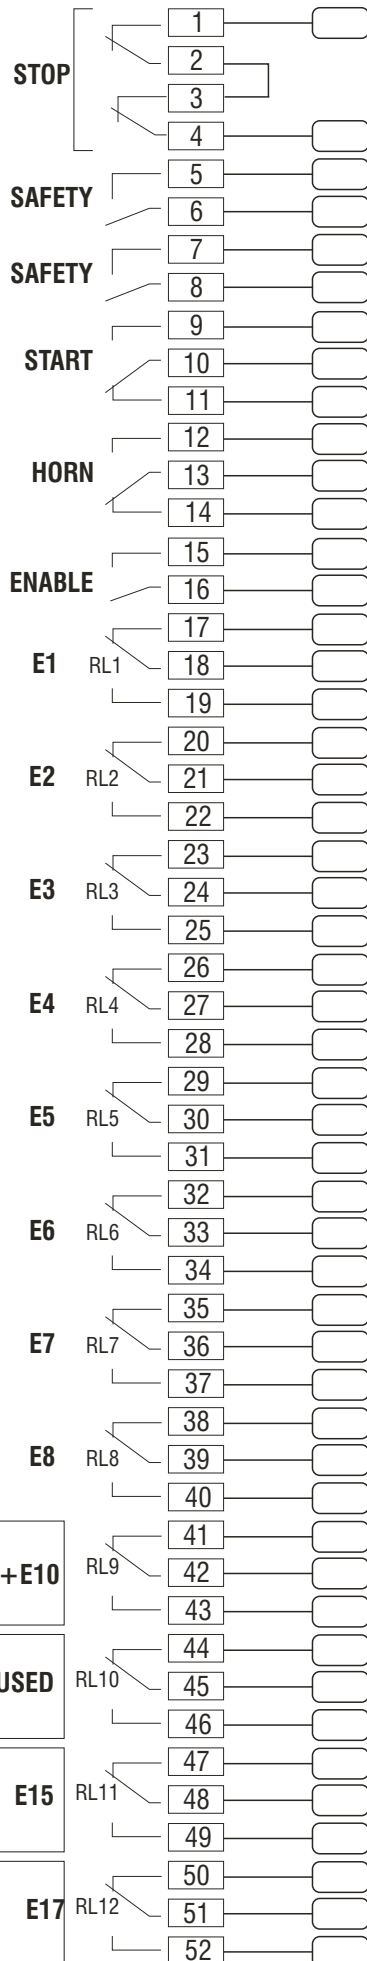 1
2
STOP
3
4
5
SAFETY
6
7
SAFETY
8
9
START
10
11
12
HORN
13
14
15
ENABLE
16
17
E1 RL1 18
19
20
E2 RL2 21
22
23
E3 RL3 24
25
26
E4 RL4 27
28
29
E5 RL5 30
31
32
E6 RL6 33
34
35
E7 RL7 36
37
38
E8 RL8 39
40
41
+E10 RL9 42
43
44
USED RL10 45
46
47
E15 RL11 48
49
50
E17 RL12 51
52